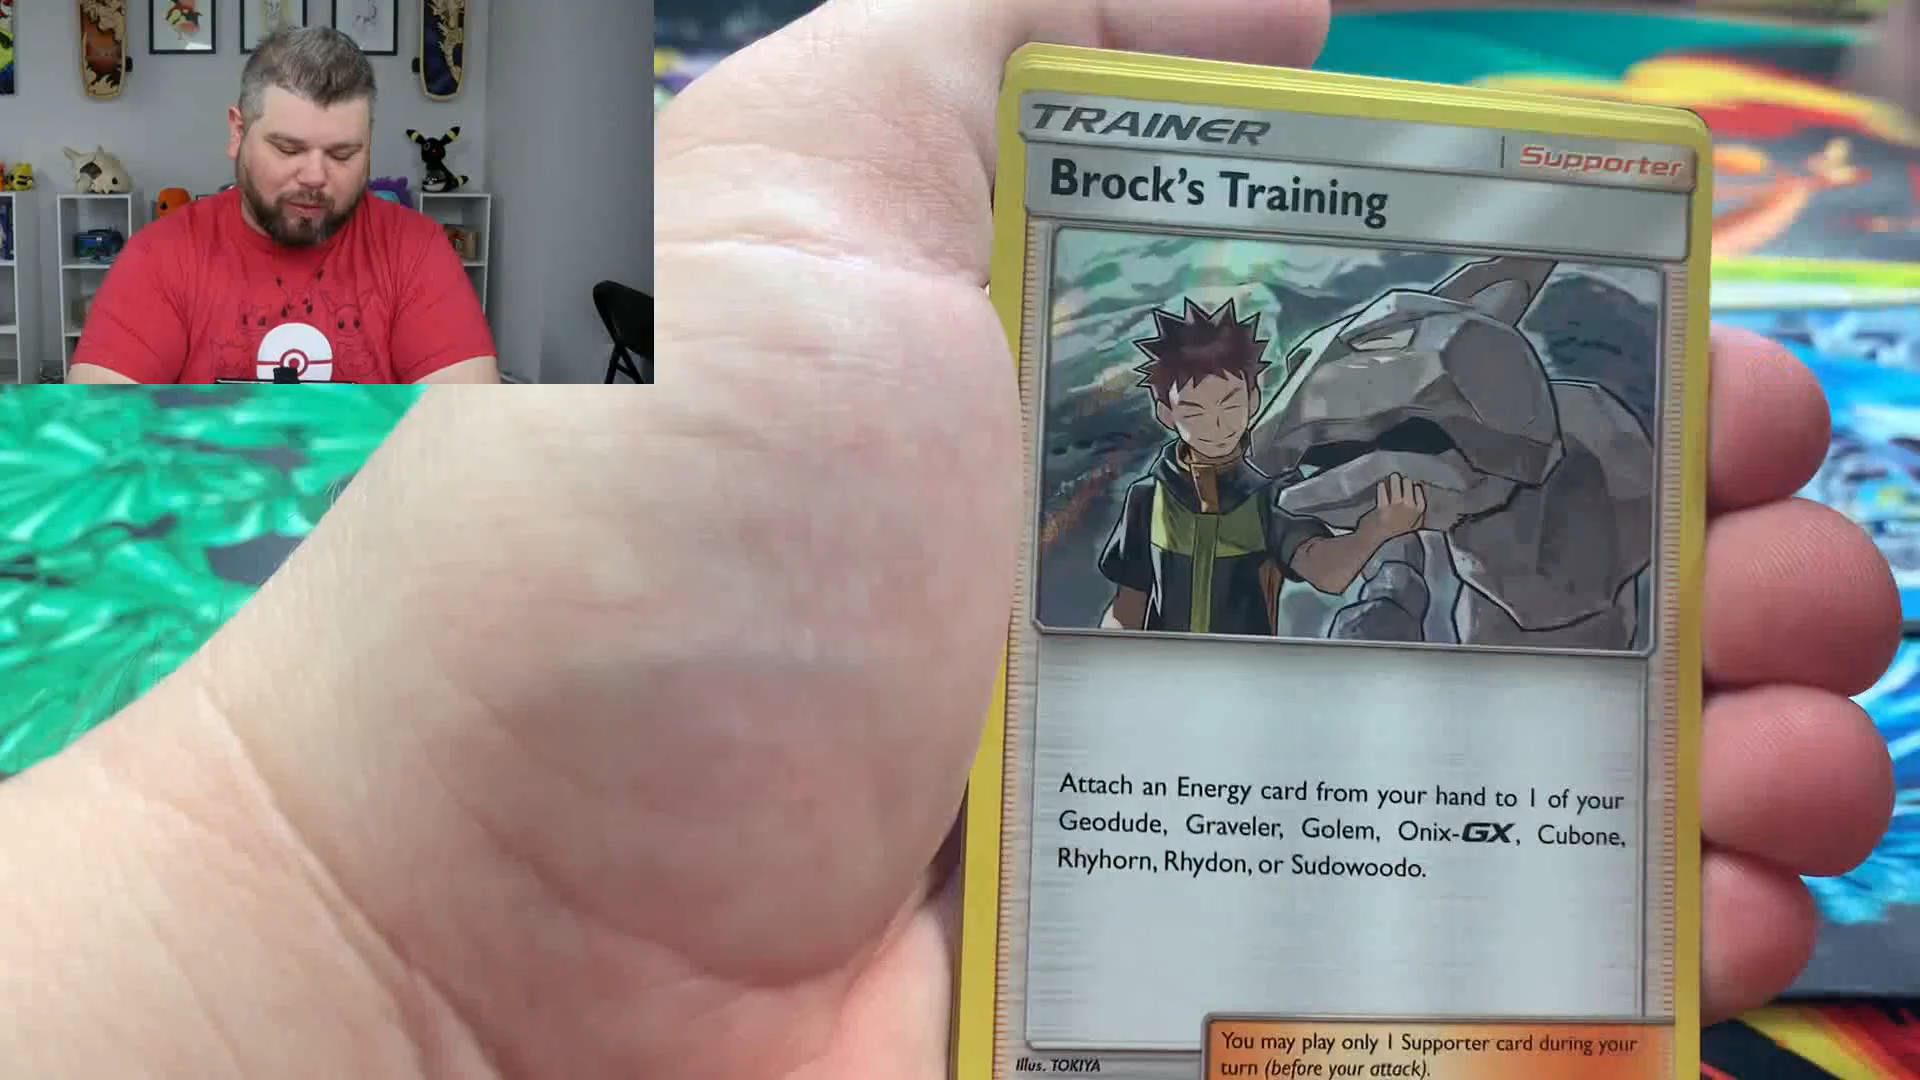 TRAINER
Supporter
Brock's Training
Attach an Energy card from your hand to 1 of your
Geodude, Graveler, Golem, Onix-GX, Cubone,
Rhyhorn, Rhydon, or Sudowoodo.
You may play only 1 Supporter card during your
turn (before your attack).
Illus. TOKIYA